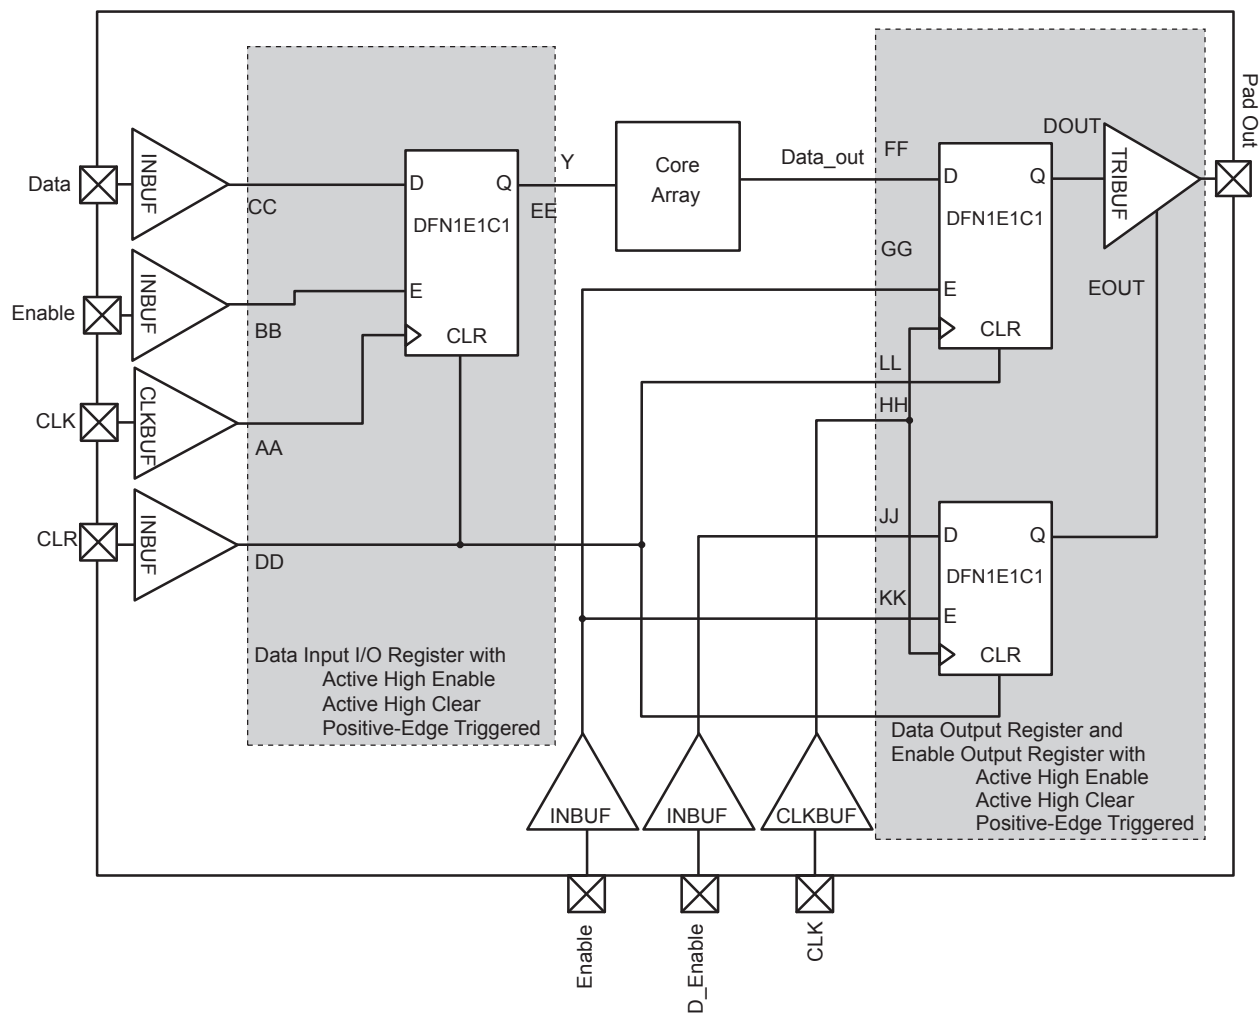 Pad Out
DOUT
FF
Data_out
Y
Core
Array
INBUF
D
Q
D
Q
TRIBUF
Data
CC
EE
DFN1E1C1
DFN1E1C1
GG
INBUF
E
E
EOUT
Enable
BB
CLR
CLR
LL
CLKBUF
HH
CLK
AA
JJ
INBUF
D
Q
CLR
DD
DFN1E1C1
KK
E
CLR
Data Input I/O Register with
Active High Enable
Active High Clear
Positive-Edge Triggered
Data Output Register and
Enable Output Register with
Active High Enable
Active High Clear
Positive-Edge Triggered
INBUF
INBUF
CLKBUF
Enable
D_Enable
CLK